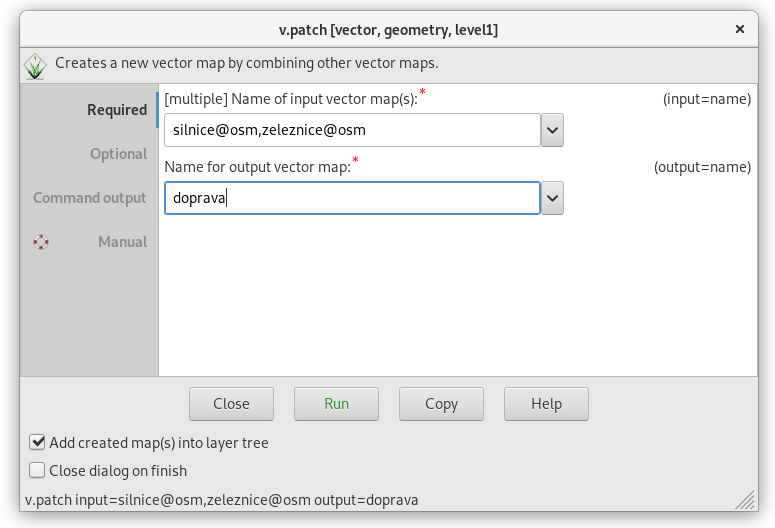 v.patch [vector, geometry, level1]
Creates a new vector map by combining other vector maps.
Required
Optional
Command output
Manual
[multiple] Name of input vector map(s):* (input=name)
silnice@osm,zeleznice@osm
Name for output vector map:* (output=name)
doprava
Close Run Copy Help
Add created map(s) into layer tree
Close dialog on finish
v.patch input=silnice@osm,zeleznice@osm output=doprava